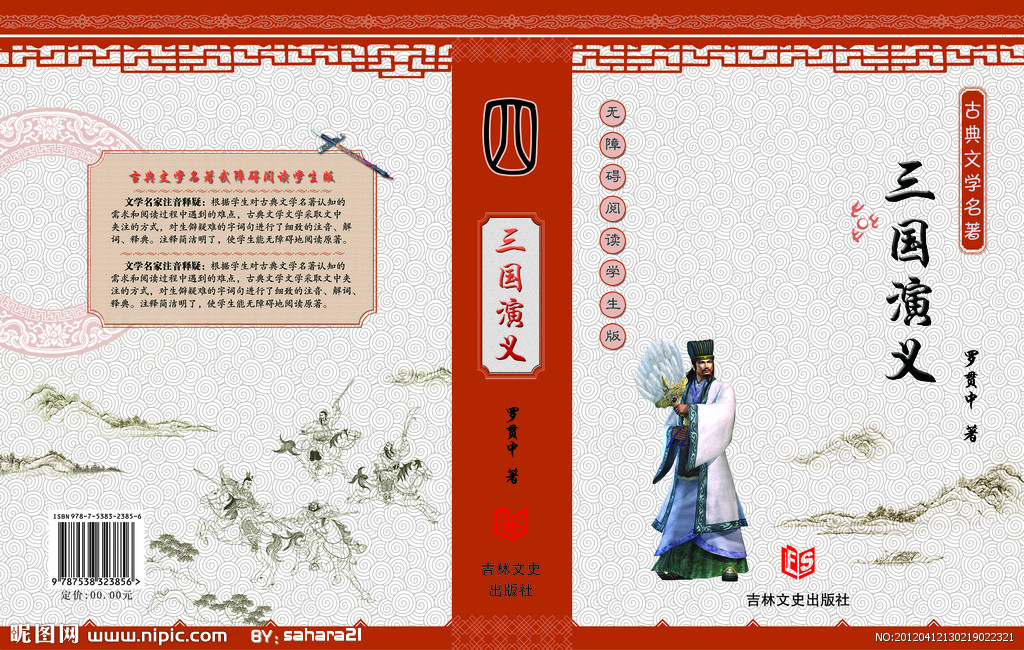 古典文学名著无障碍阅读学生版
文学名家注音释疑：根据学生对古典文学名著认知的
需求和阅读过程中遇到的难点，古典文学文学采取文中
夹注的方式，对生僻疑难的字词句进行了细致的注音、解
词、释典。注释简洁明了，使学生能无障碍地阅读原著。
文学名家注音释疑：根据学生对古典文学名著认知的
需求和阅读过程中遇到的难点，古典文学文学采取文中夹
注的方式，对生僻疑难的字词句进行了细致的注音、解词、
释典。注释简洁明了，使学生能无障碍地阅读原著。
ISBN 978-7-5383-2385-6
9 787538 323856 >
定价:00.00元
三国演义
罗贯中 著
FS
吉林文史
出版社
无障碍阅读学生版
古典文学名著
三国演义
罗贯中 著
FS
吉林文史出版社
昵图网 www.nipic.com BY:sahara21
NO:20120412130219022321